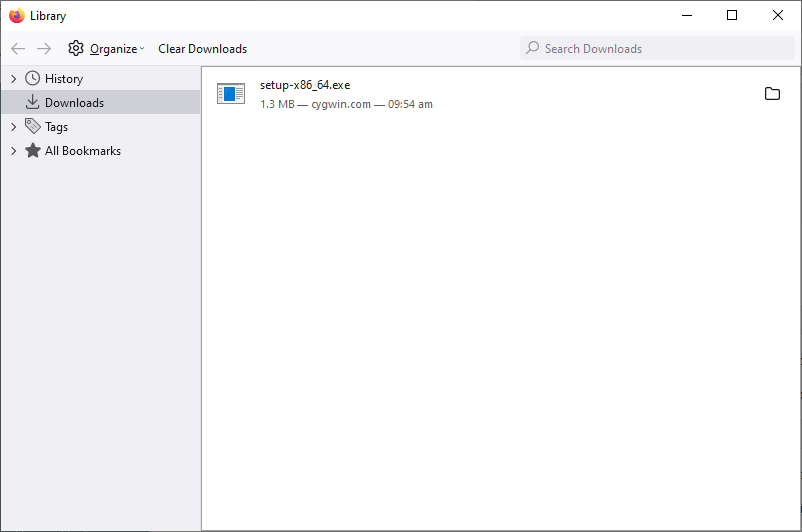 Library
Organize Clear Downloads Search Downloads
History
Downloads
Tags
All Bookmarks
setup-x86_64.exe
1.3 MB — cygwin.com — 09:54 am